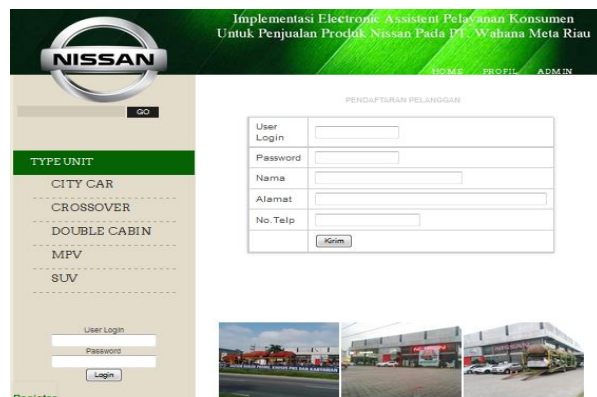 Implementasi Electronic Assistent Pelayanan Konsumen
Untuk Penjualan Produk Nissan Pada PT. Wahana Meta Riau
NISSAN
HOME PROFIL ADMIN
GO
PENDAFTARAN PELANGGAN
User Login
Password
Nama
Alamat
No.Telp
Kirim
TYPE UNIT
CITY CAR
CROSSOVER
DOUBLE CABIN
MPV
SUV
User Login
Password
Login